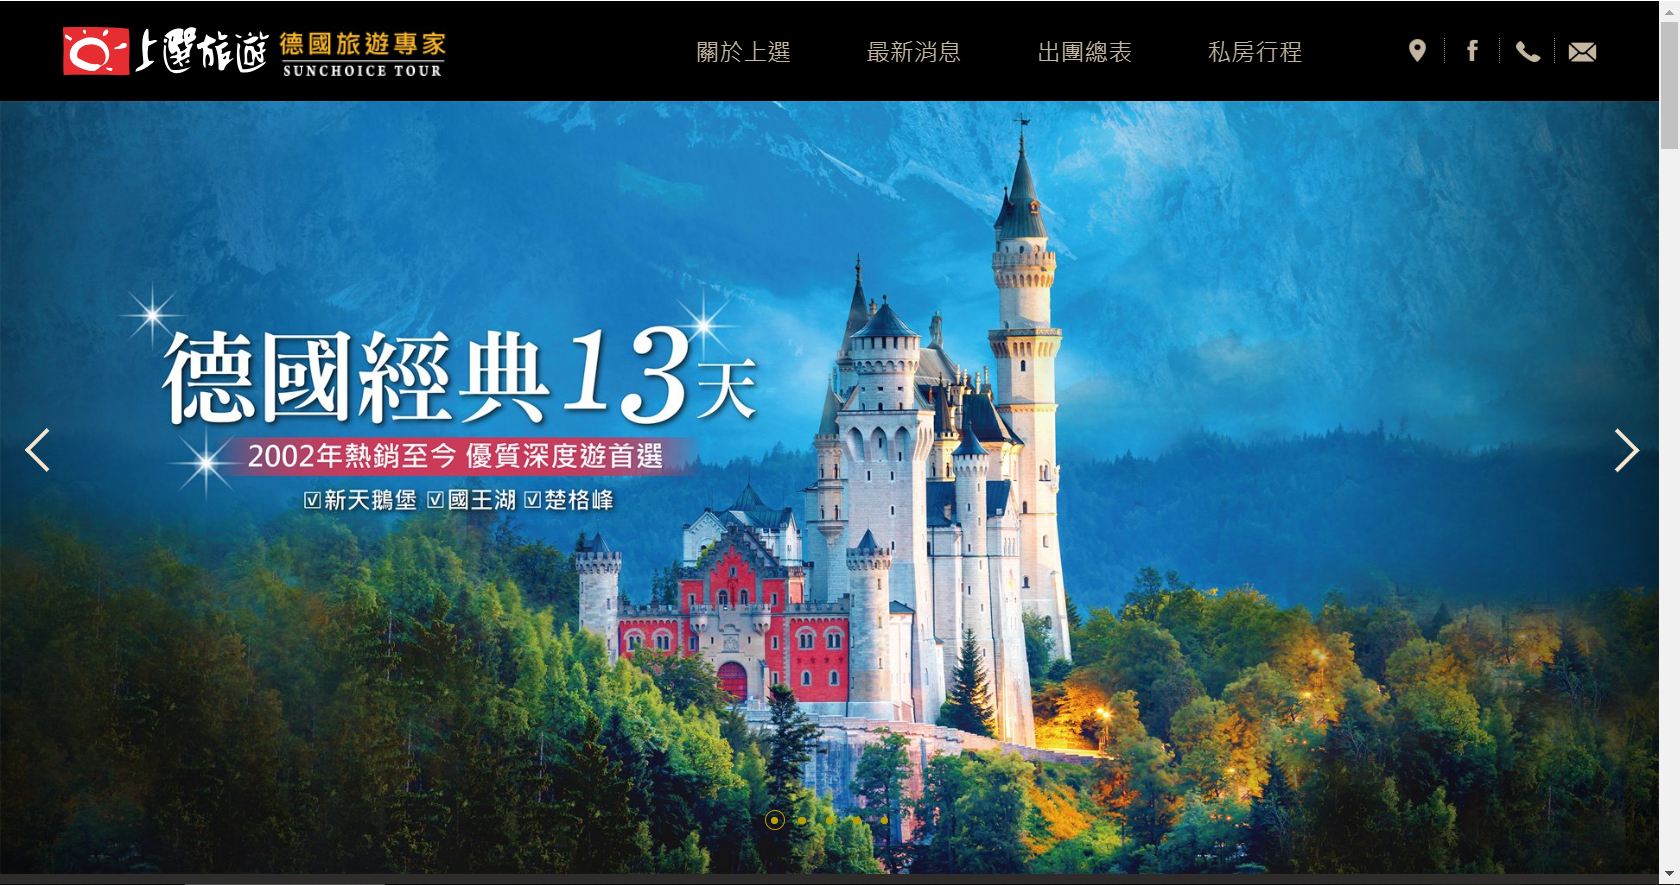 上選旅遊 德國旅遊專家
SUNCHOICE TOUR
關於上選 最新消息 出團總表 私房行程
德國經典13天
2002年熱銷至今 優質深度遊首選
☑新天鵝堡 ☑國王湖 ☑楚格峰